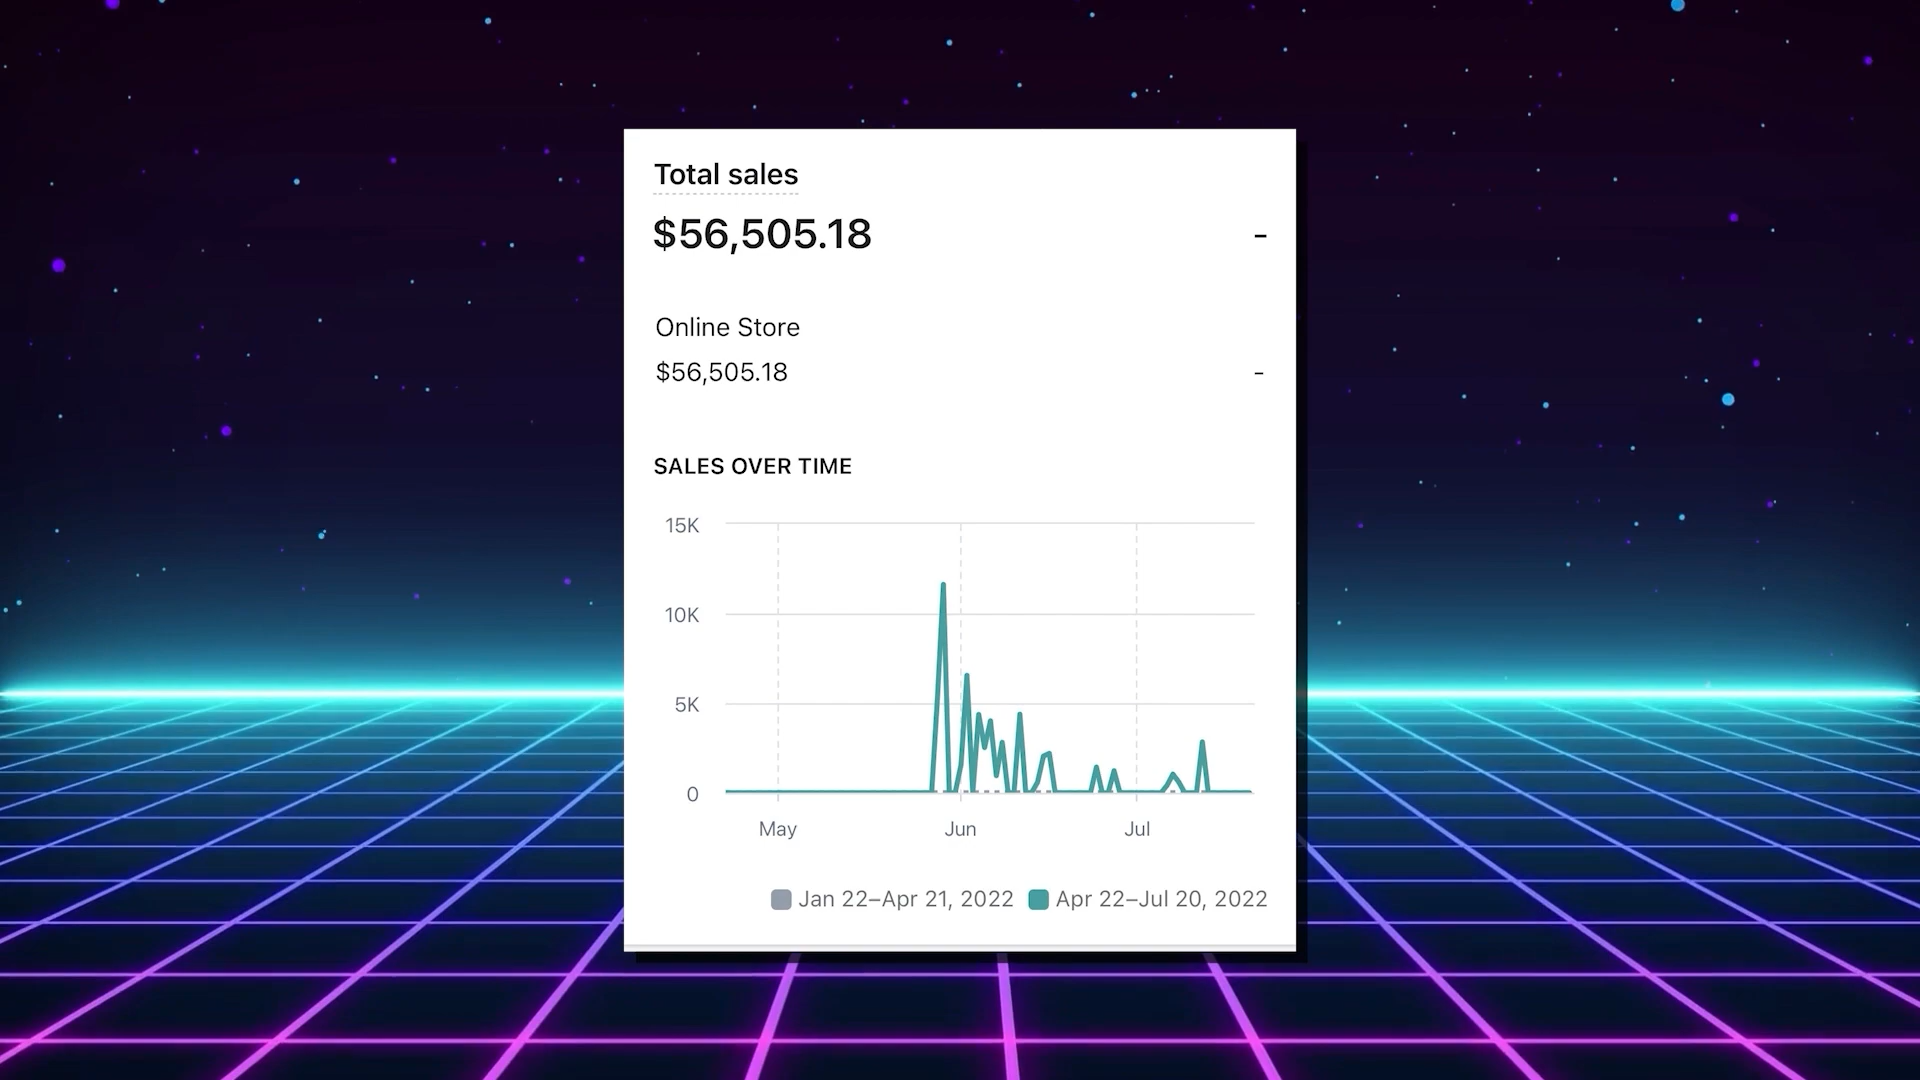 Total sales
$56,505.18 -
Online Store
$56,505.18 -
SALES OVER TIME
15K
10K
5K
0
May Jun Jul
Jan 22–Apr 21, 2022 Apr 22–Jul 20, 2022